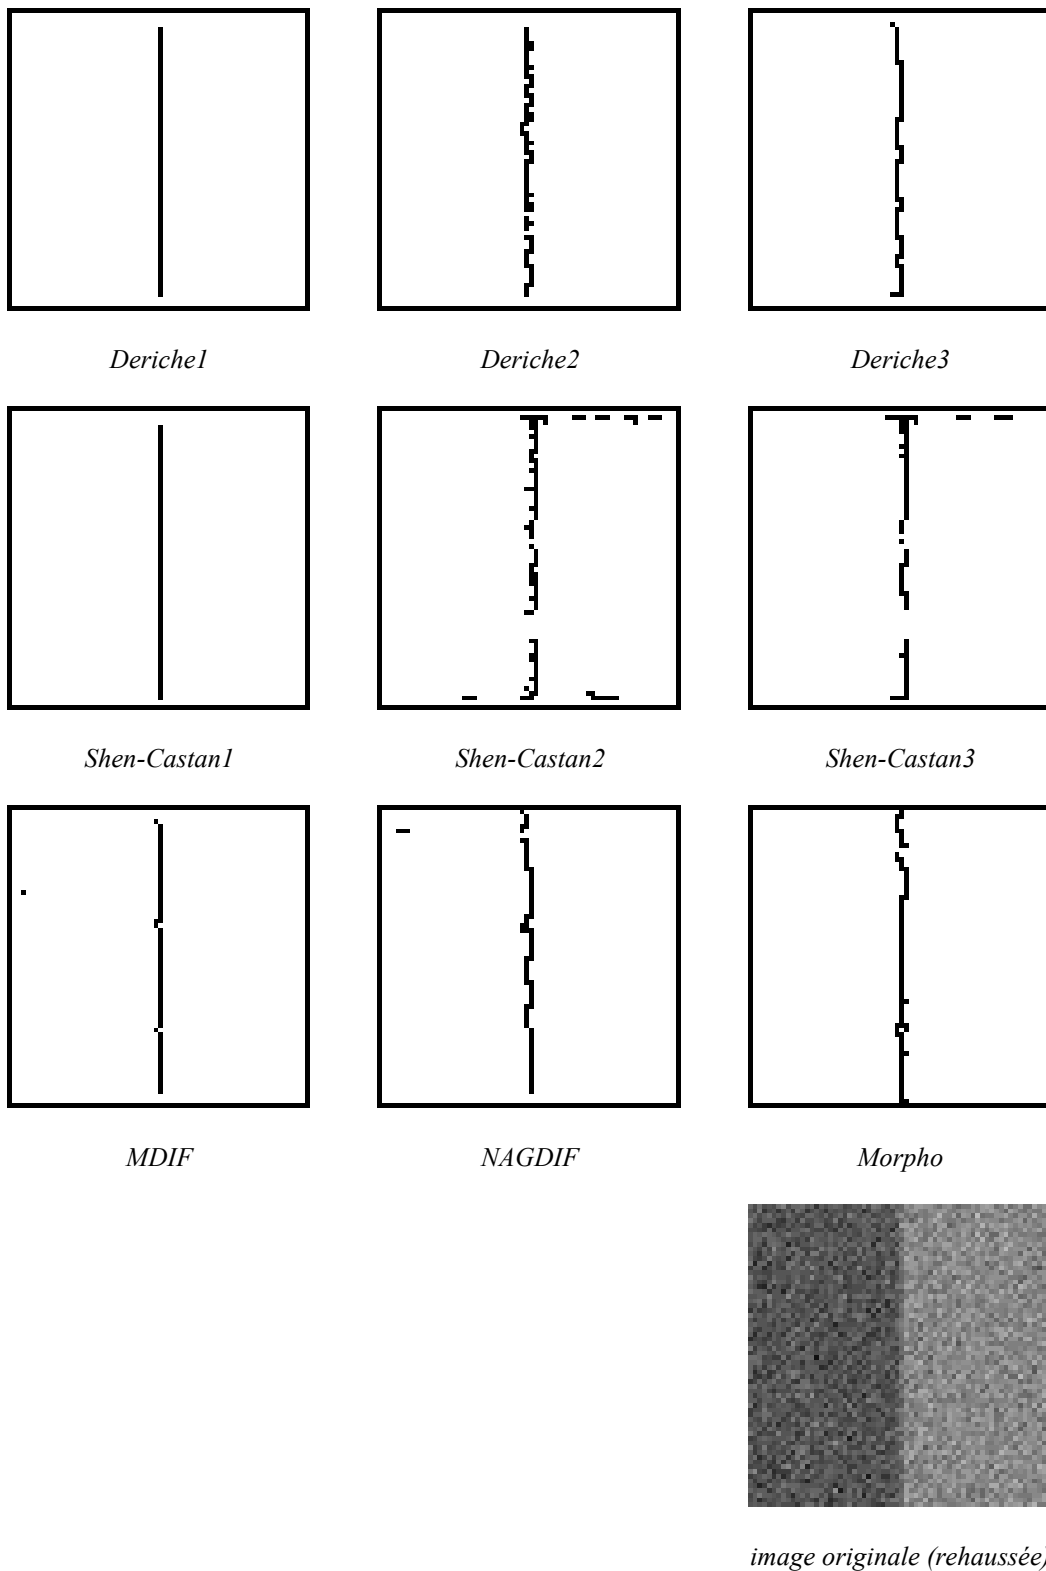 Deriche1
Deriche2
Deriche3
Shen-Castan1
Shen-Castan2
Shen-Castan3
MDIF
NAGDIF
Morpho
image originale (rehaussée)